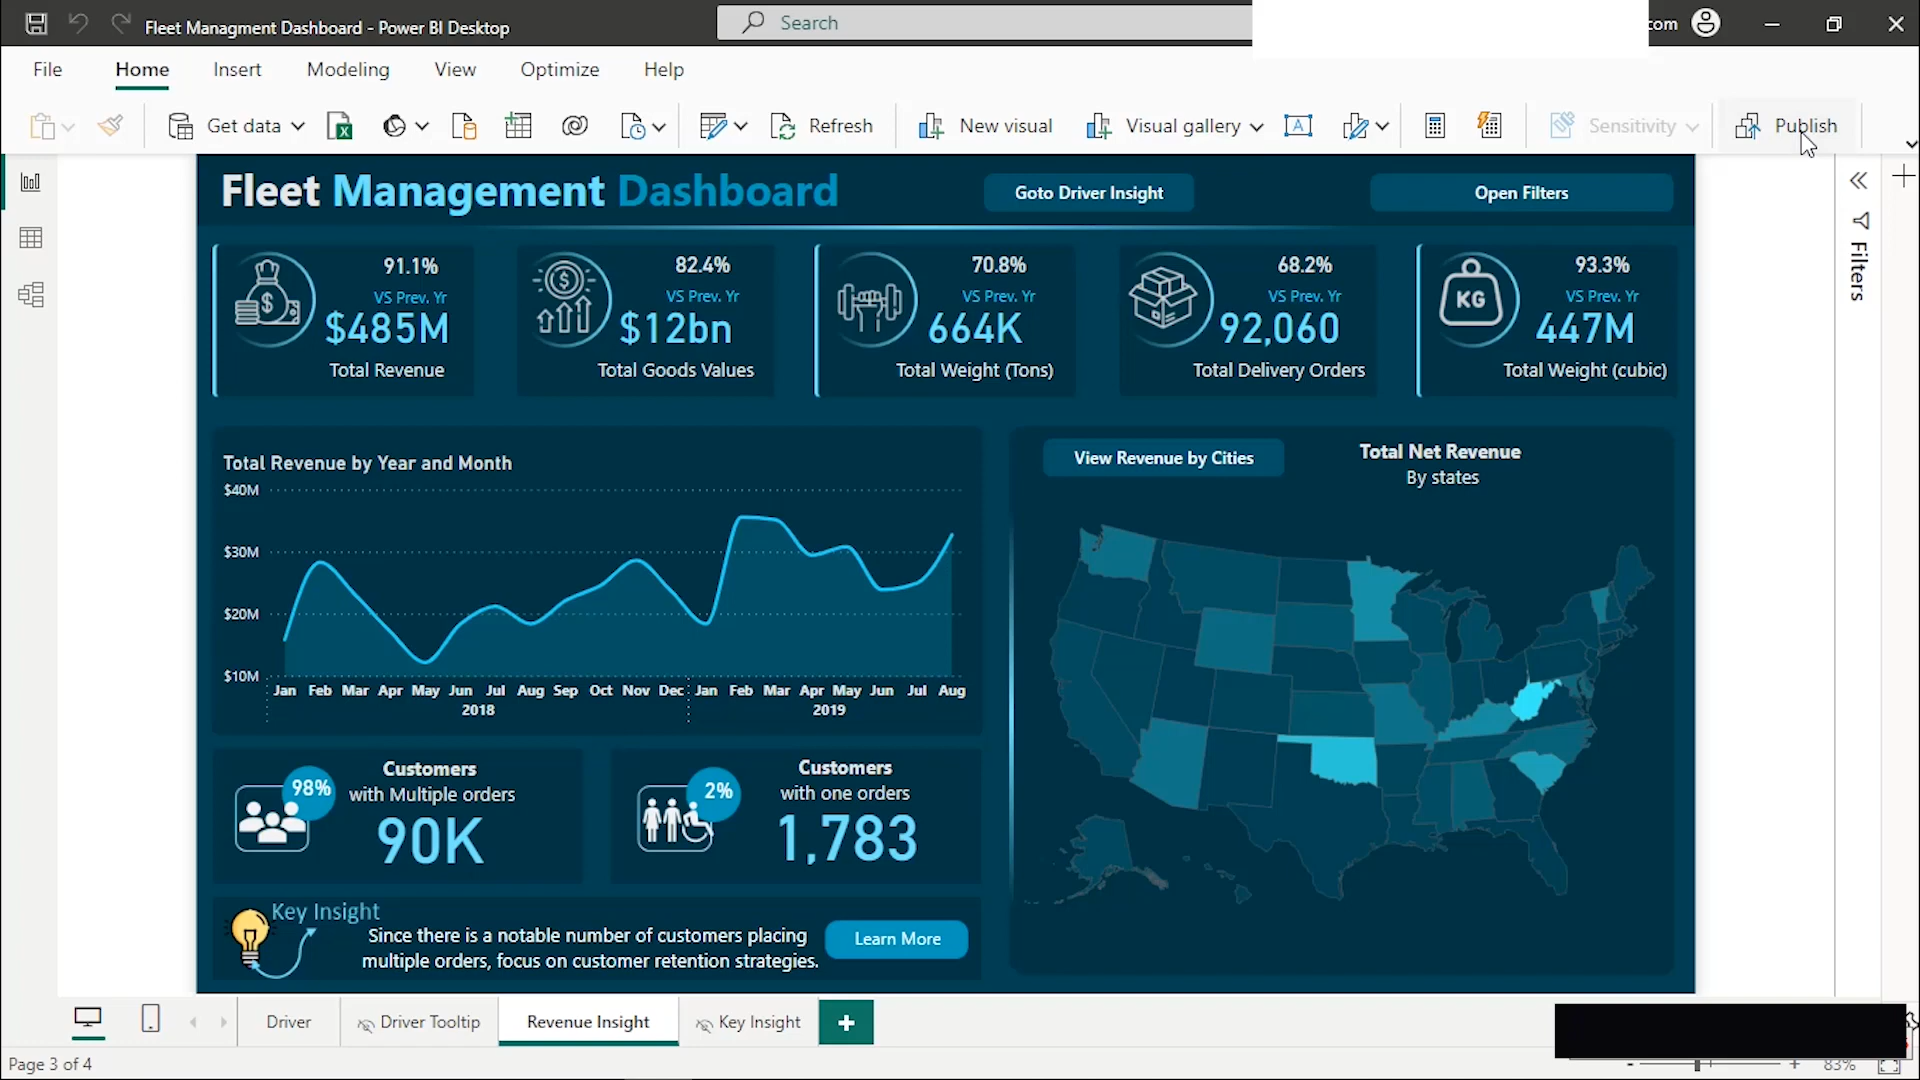 Fleet Managment Dashboard - Power BI Desktop
Search
com
File Home Insert Modeling View Optimize Help
Get data Refresh New visual Visual gallery A Sensitivity Publish
Fleet Management Dashboard
Goto Driver Insight
Open Filters
Filters
91.1%
VS Prev. Yr
$485M
Total Revenue
82.4%
VS Prev. Yr
$12bn
Total Goods Values
70.8%
VS Prev. Yr
664K
Total Weight (Tons)
68.2%
VS Prev. Yr
92,060
Total Delivery Orders
KG
93.3%
VS Prev. Yr
447M
Total Weight (cubic)
Total Revenue by Year and Month
$40M
$30M
$20M
$10M
Jan Feb Mar Apr May Jun Jul Aug Sep Oct Nov Dec Jan Feb Mar Apr May Jun Jul Aug
2018 2019
View Revenue by Cities
Total Net Revenue
By states
98%
Customers
with Multiple orders
90K
2%
Customers
with one orders
1,783
Key Insight
Since there is a notable number of customers placing
multiple orders, focus on customer retention strategies.
Learn More
Driver Driver Tooltip Revenue Insight Key Insight
Page 3 of 4
83%